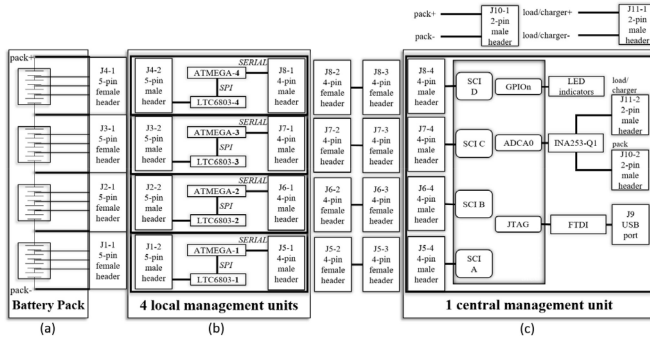 pack+
pack-
J10-1
2-pin
male
header
load/charger+
load/charger-
J11-1
2-pin
male
header
pack+
J4-1
5-pin
female
header
J3-1
5-pin
female
header
J2-1
5-pin
female
header
J1-1
5-pin
female
header
pack-
Battery Pack
(a)
J4-2
5-pin
male
header
ATMEGA-4
SERIAL
SPI
LTC6803-4
J8-1
4-pin
male
header
J3-2
5-pin
male
header
ATMEGA-3
SERIAL
SPI
LTC6803-3
J7-1
4-pin
male
header
J2-2
5-pin
male
header
ATMEGA-2
SERIAL
SPI
LTC6803-2
J6-1
4-pin
male
header
J1-2
5-pin
male
header
ATMEGA-1
SERIAL
SPI
LTC6803-1
J5-1
4-pin
male
header
4 local management units
(b)
J8-2
4-pin
female
header
J8-3
4-pin
female
header
J7-2
4-pin
female
header
J7-3
4-pin
female
header
J6-2
4-pin
female
header
J6-3
4-pin
female
header
J5-2
4-pin
female
header
J5-3
4-pin
female
header
J8-4
4-pin
male
header
J7-4
4-pin
male
header
J6-4
4-pin
male
header
J5-4
4-pin
male
header
SCI
D
SCI C
SCI B
SCI
A
GPIOn
ADCA0
JTAG
LED
indicators
INA253-Q1
FTDI
load/
charger
J11-2
2-pin
male
header
pack
J10-2
2-pin
male
header
J9
USB
port
1 central management unit
(c)